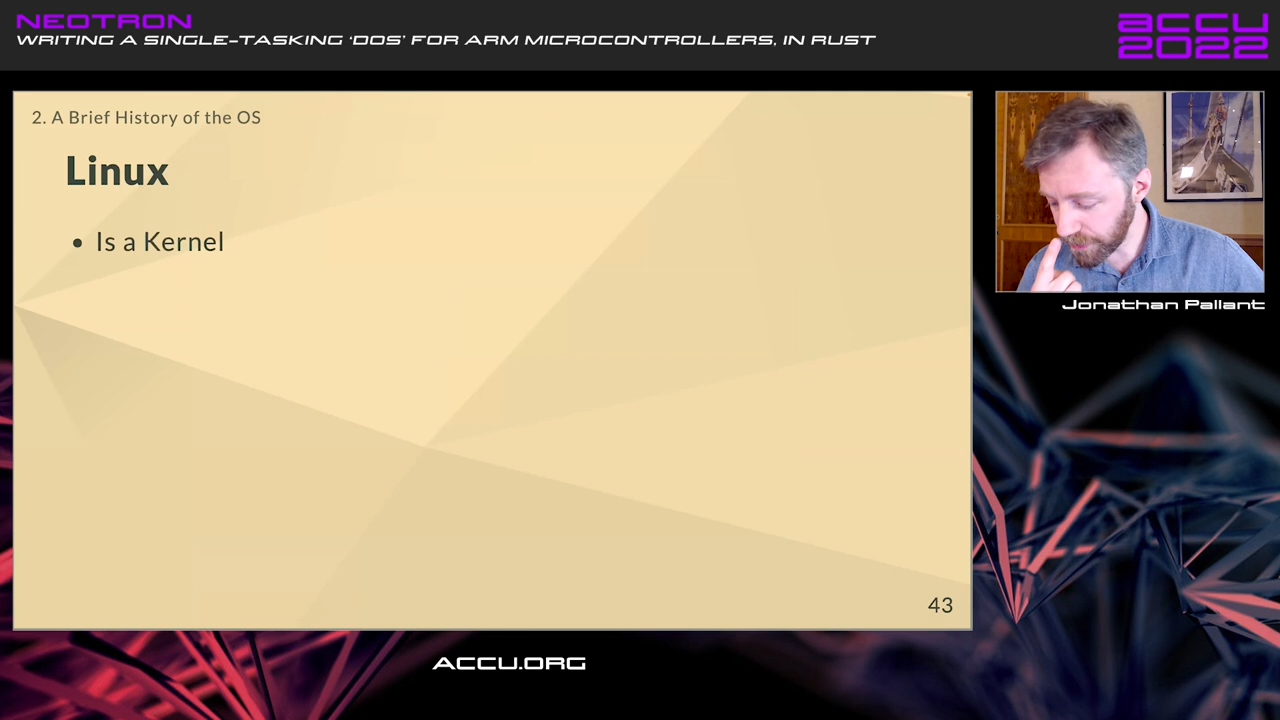 NEOTRON
WRITING A SINGLE-TASKING ‘DOS’ FOR ARM MICROCONTROLLERS, IN RUST
ACCU
2022
2. A Brief History of the OS
Linux
• Is a Kernel
43
Jonathan Pallant
ACCU.ORG